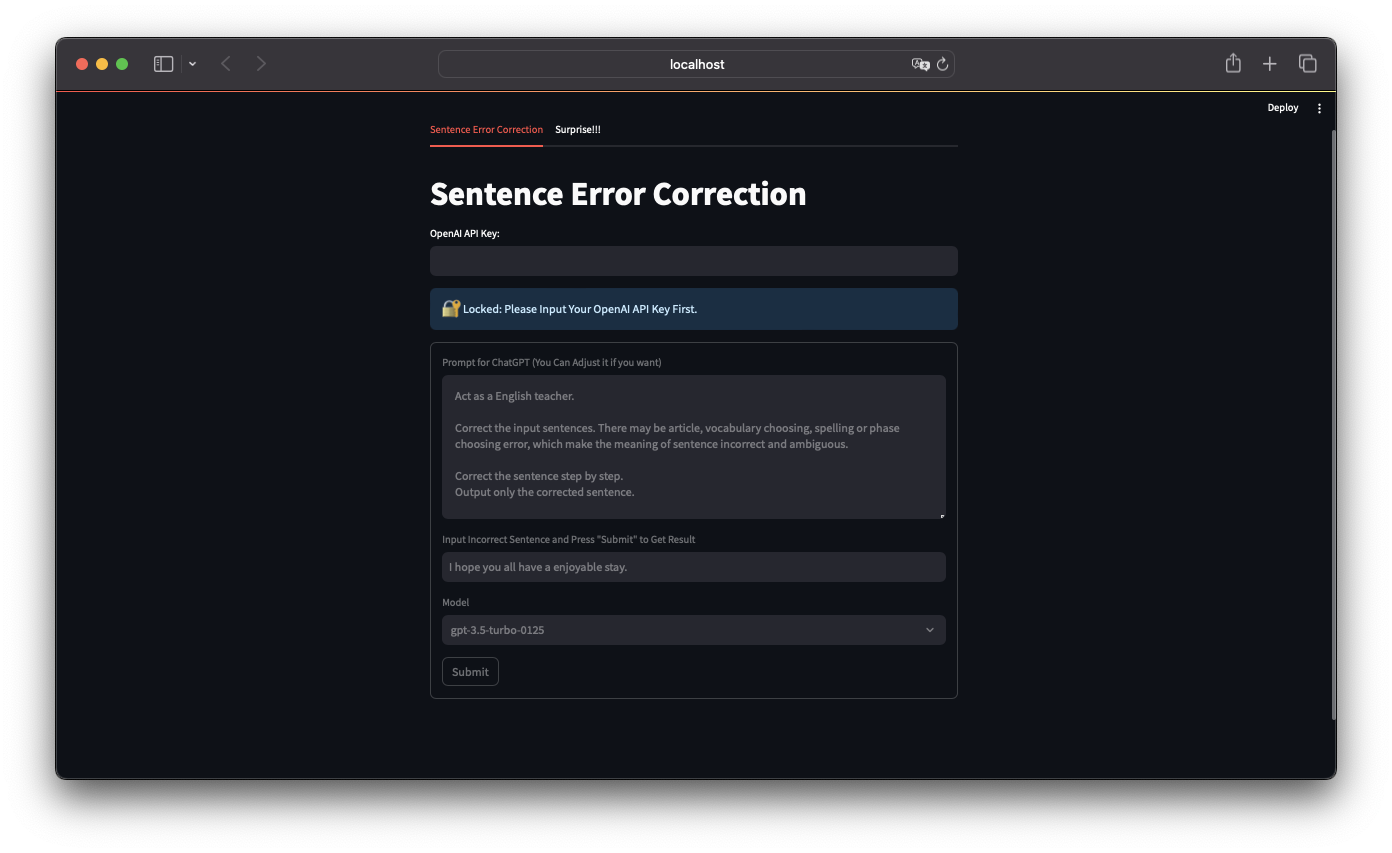 localhost
Deploy
Sentence Error Correction Surprise!!!
Sentence Error Correction
OpenAI API Key:
🔐 Locked: Please Input Your OpenAI API Key First.
Prompt for ChatGPT (You Can Adjust it if you want)
Act as a English teacher.
Correct the input sentences. There may be article, vocabulary choosing, spelling or phase
choosing error, which make the meaning of sentence incorrect and ambiguous.
Correct the sentence step by step.
Output only the corrected sentence.
Input Incorrect Sentence and Press "Submit" to Get Result
I hope you all have a enjoyable stay.
Model
gpt-3.5-turbo-0125
Submit